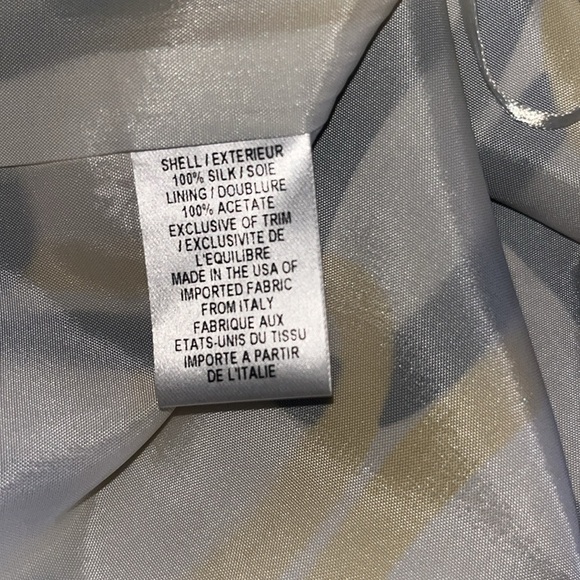 SHELL / EXTERIEUR
100% SILK / SOIE
LINING / DOUBLURE
100% ACETATE
EXCLUSIVE OF TRIM
/ EXCLUSIVITE DE
L'EQUILIBRE
MADE IN THE USA OF
IMPORTED FABRIC
FROM ITALY
FABRIQUE AUX
ETATS-UNIS DU TISSU
IMPORTE A PARTIR
DE L'ITALIE